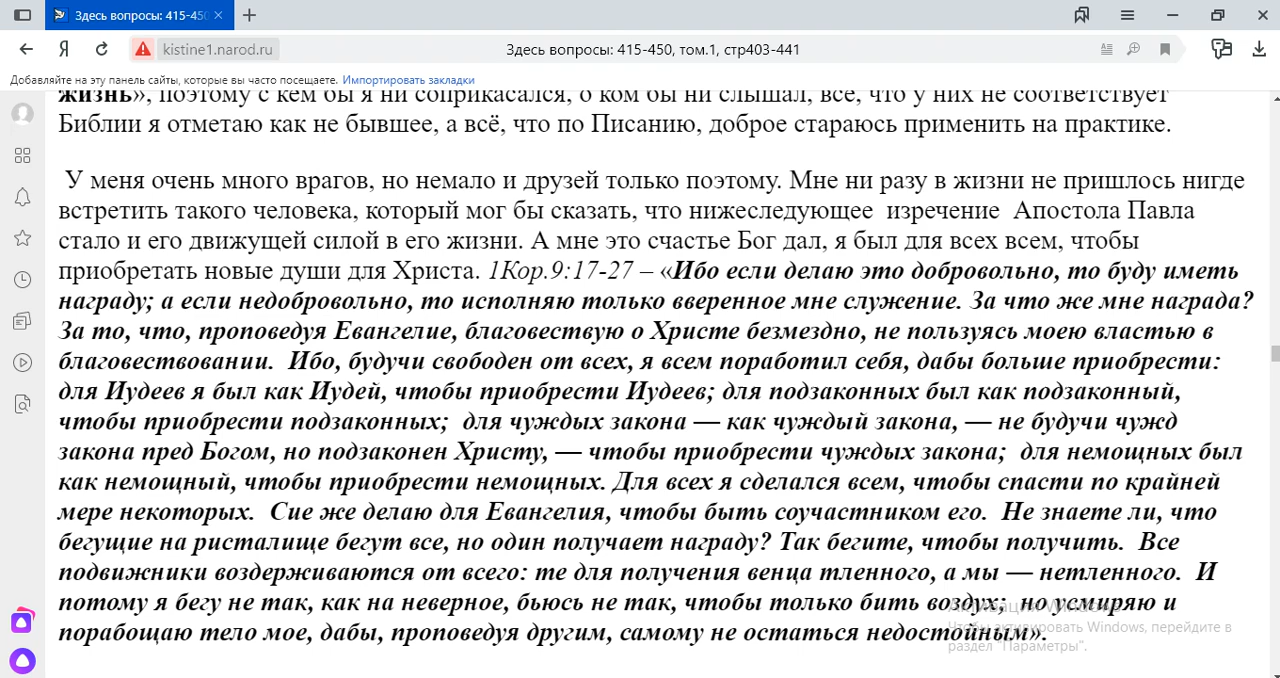 Здесь вопросы: 415-450
kistine1.narod.ru
Здесь вопросы: 415-450, том.1, стр403-441
Добавляйте на эту панель сайты, которые вы часто посещаете. Импортировать закладки
жизнь», поэтому с кем бы я ни соприкасался, о ком бы ни слышал, все, что у них не соответствует
Библии я отметаю как не бывшее, а всё, что по Писанию, доброе стараюсь применить на практике.
У меня очень много врагов, но немало и друзей только поэтому. Мне ни разу в жизни не пришлось нигде
встретить такого человека, который мог бы сказать, что нижеследующее изречение Апостола Павла
стало и его движущей силой в его жизни. А мне это счастье Бог дал, я был для всех всем, чтобы
приобретать новые души для Христа. 1Кор.9:17-27 – «Ибо если делаю это добровольно, то буду иметь
награду; а если недобровольно, то исполняю только вверенное мне служение. За что же мне награда?
За то, что, проповедуя Евангелие, благовествую о Христе безмездно, не пользуясь моею властью в
благовествовании. Ибо, будучи свободен от всех, я всем поработил себя, дабы больше приобрести:
для Иудеев я был как Иудей, чтобы приобрести Иудеев; для подзаконных был как подзаконный,
чтобы приобрести подзаконных; для чуждых закона — как чуждый закона, — не будучи чужд
закона пред Богом, но подзаконен Христу, — чтобы приобрести чуждых закона; для немощных был
как немощный, чтобы приобрести немощных. Для всех я сделался всем, чтобы спасти по крайней
мере некоторых. Сие же делаю для Евангелия, чтобы быть соучастником его. Не знаете ли, что
бегущие на ристалище бегут все, но один получает награду? Так бегите, чтобы получить. Все
подвижники воздерживаются от всего: те для получения венца тленного, а мы — нетленного. И
потому я бегу не так, как на неверное, бьюсь не так, чтобы только бить воздух; но усмиряю и
порабощаю тело мое, дабы, проповедуя другим, самому не остаться недостойным».
Активация Windows
Чтобы активировать Windows, перейдите в
раздел "Параметры".